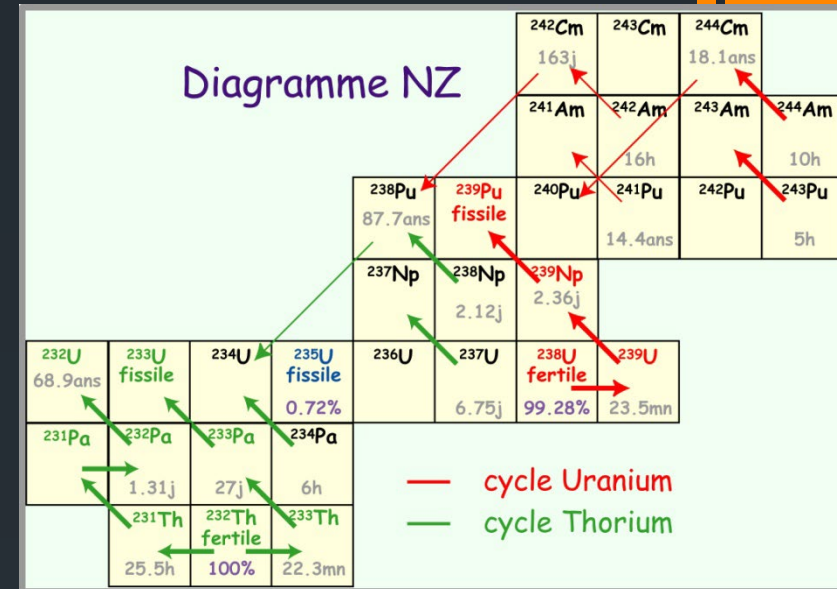 Diagramme NZ
²⁴²Cm ²⁴³Cm ²⁴⁴Cm
163j 18.1ans
²⁴¹Am ²⁴²Am ²⁴³Am ²⁴⁴Am
16h 10h
²³⁸Pu ²³⁹Pu ²⁴⁰Pu ²⁴¹Pu ²⁴²Pu ²⁴³Pu
fissile
87.7ans 14.4ans 5h
²³⁷Np ²³⁸Np ²³⁹Np
2.12j 2.36j
²³²U ²³³U ²³⁴U ²³⁵U ²³⁶U ²³⁷U ²³⁸U ²³⁹U
68.9ans fissile fissile fertile
0.72% 6.75j 99.28% 23.5mn
²³¹Pa ²³²Pa ²³³Pa ²³⁴Pa
1.31j 27j 6h
²³¹Th ²³²Th ²³³Th
fertile
25.5h 100% 22.3mn
cycle Uranium
cycle Thorium